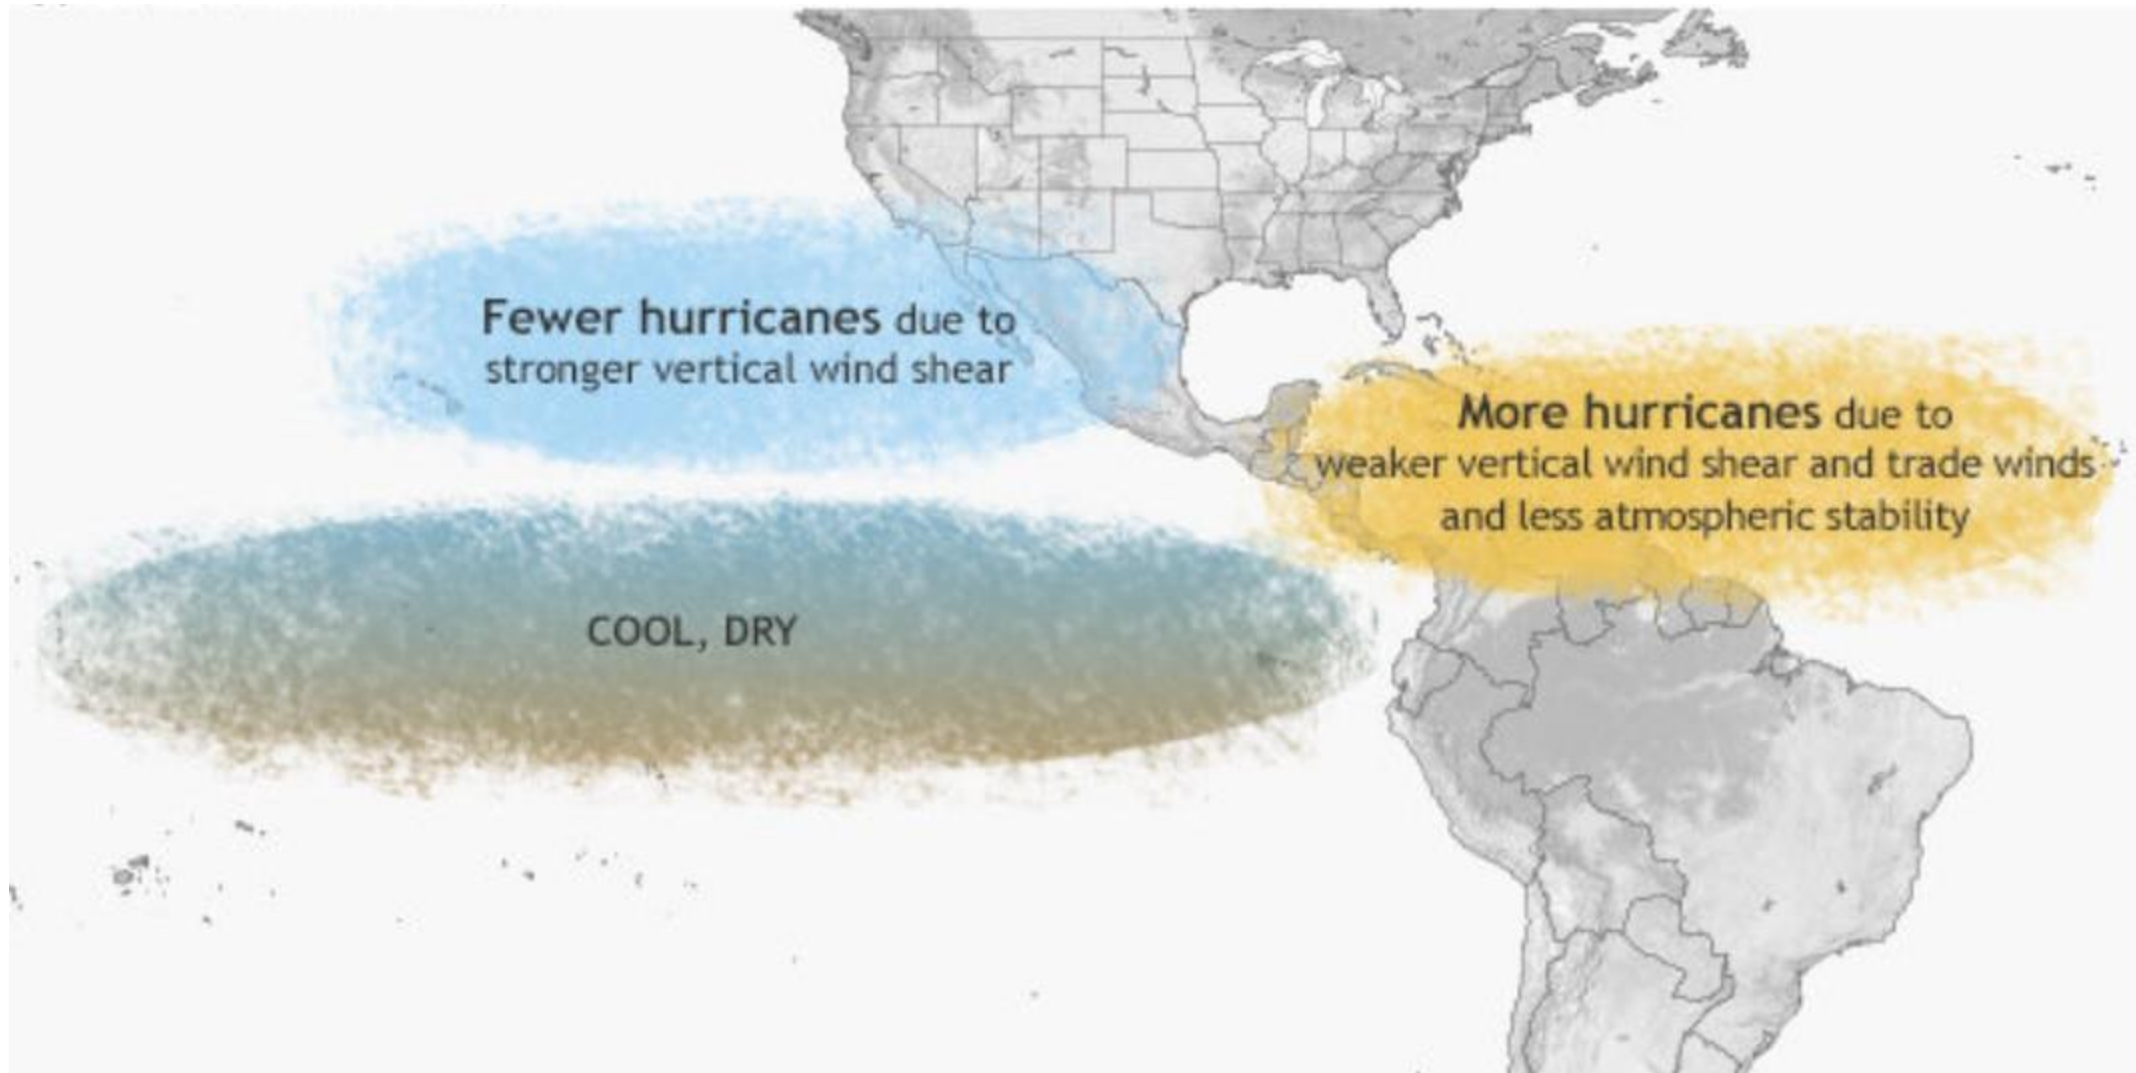 Fewer hurricanes due to
stronger vertical wind shear
More hurricanes due to
weaker vertical wind shear and trade winds
and less atmospheric stability
COOL, DRY